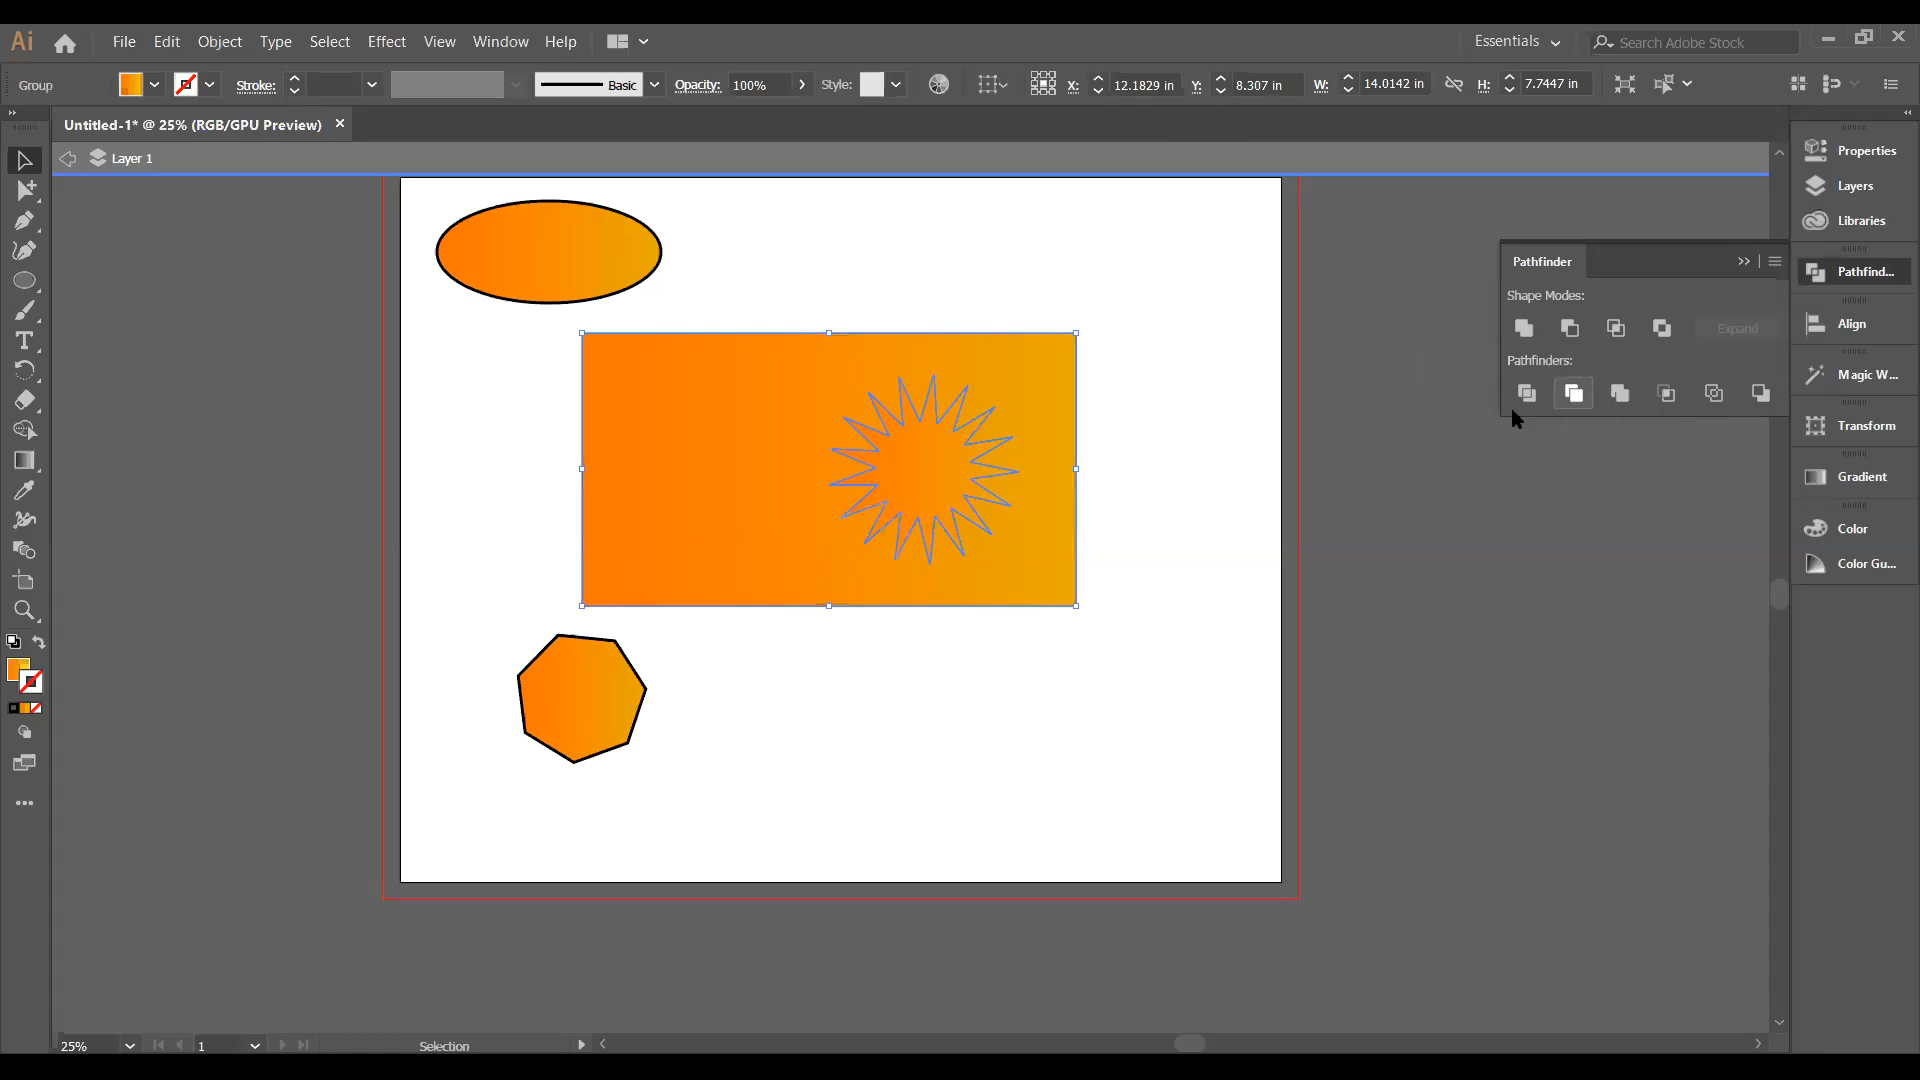 Ai File Edit Object Type Select Effect View Window Help Essentials Search Adobe Stock
Group Stroke: Basic Opacity: 100% Style: X: 12.1829 in Y: 8.307 in W: 14.0142 in H: 7.7447 in
Untitled-1* @ 25% (RGB/GPU Preview)
Layer 1
Properties
Layers
Libraries
Pathfinder
Pathfind...
Shape Modes:
Expand
Align
Pathfinders:
Magic W...
Transform
Gradient
Color
Color Gu...
25% 1 Selection